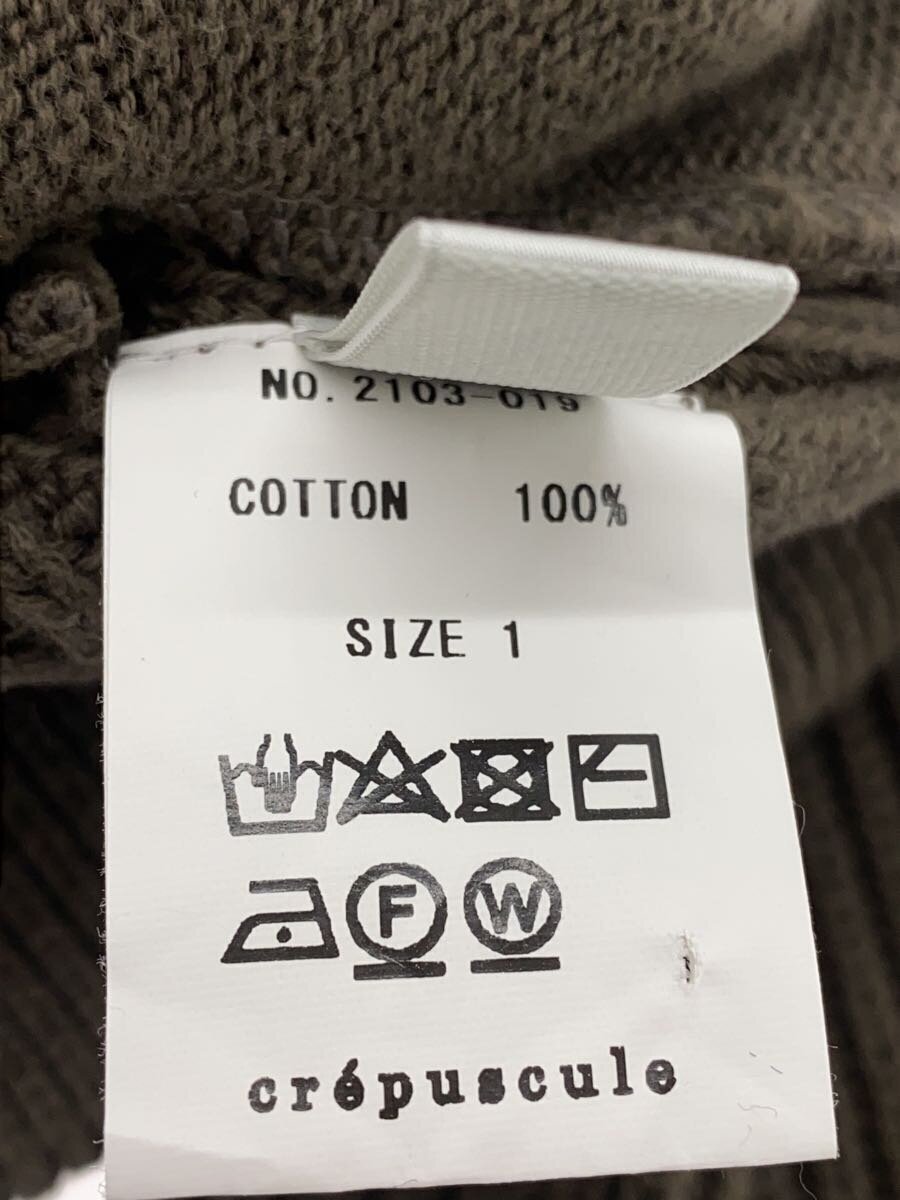 NO. 2103-019
COTTON 100%
SIZE 1
F W
crépuscule